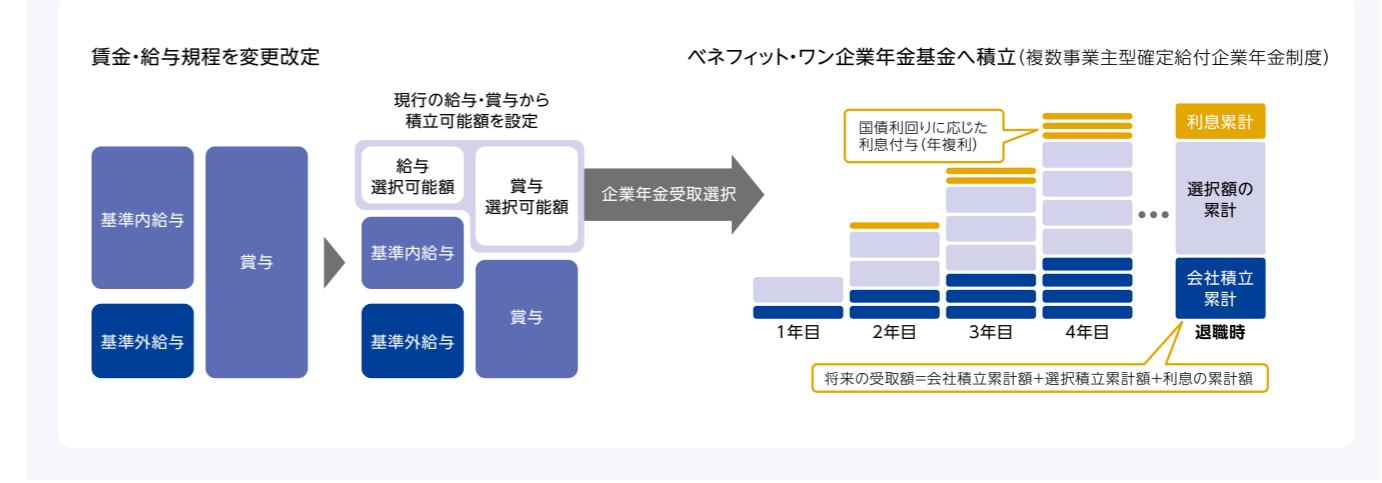 賃金・給与規程を変更改定
現行の給与・賞与から
積立可能額を設定
基準内給与
基準外給与
賞与
給与
選択可能額
賞与
選択可能額
基準内給与
基準外給与
賞与
企業年金受取選択
ベネフィット・ワン企業年金基金へ積立(複数事業主型確定給付企業年金制度)
国債利回りに応じた
利息付与(年複利)
1年目
2年目
3年目
4年目
•••
利息累計
選択額の
累計
会社積立
累計
退職時
将来の受取額=会社積立累計額+選択積立累計額+利息の累計額